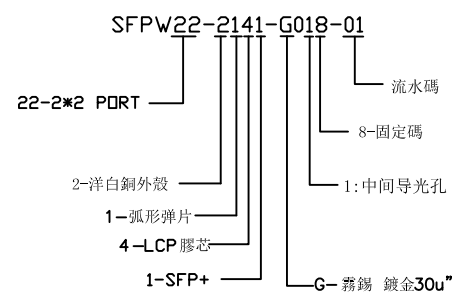 SFPW22-2141-G018-01
流水碼
22-2*2 PORT
8-固定碼
2-洋白銅外殼
1:中间导光孔
1-弧形弹片
4-LCP膠芯
1-SFP+
G-霧錫 鍍金30u"